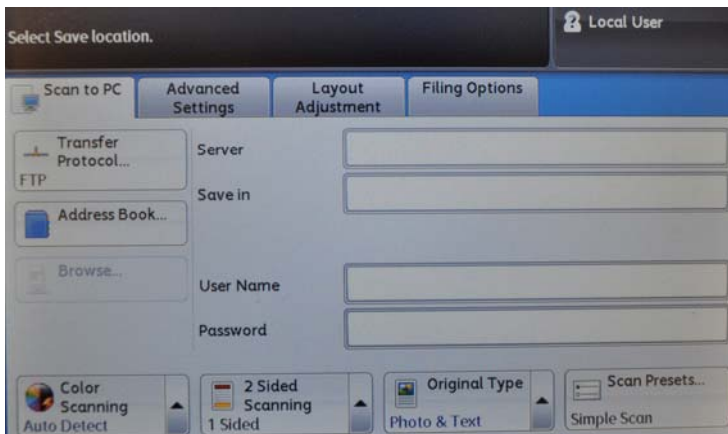 Select Save location.
Local User
Scan to PC
Advanced
Settings
Layout
Adjustment
Filing Options
Transfer
Protocol...
FTP
Server
Save in
Address Book...
Browse...
User Name
Password
Color
Scanning
Auto Detect
2 Sided
Scanning
1 Sided
Original Type
Photo & Text
Scan Presets...
Simple Scan